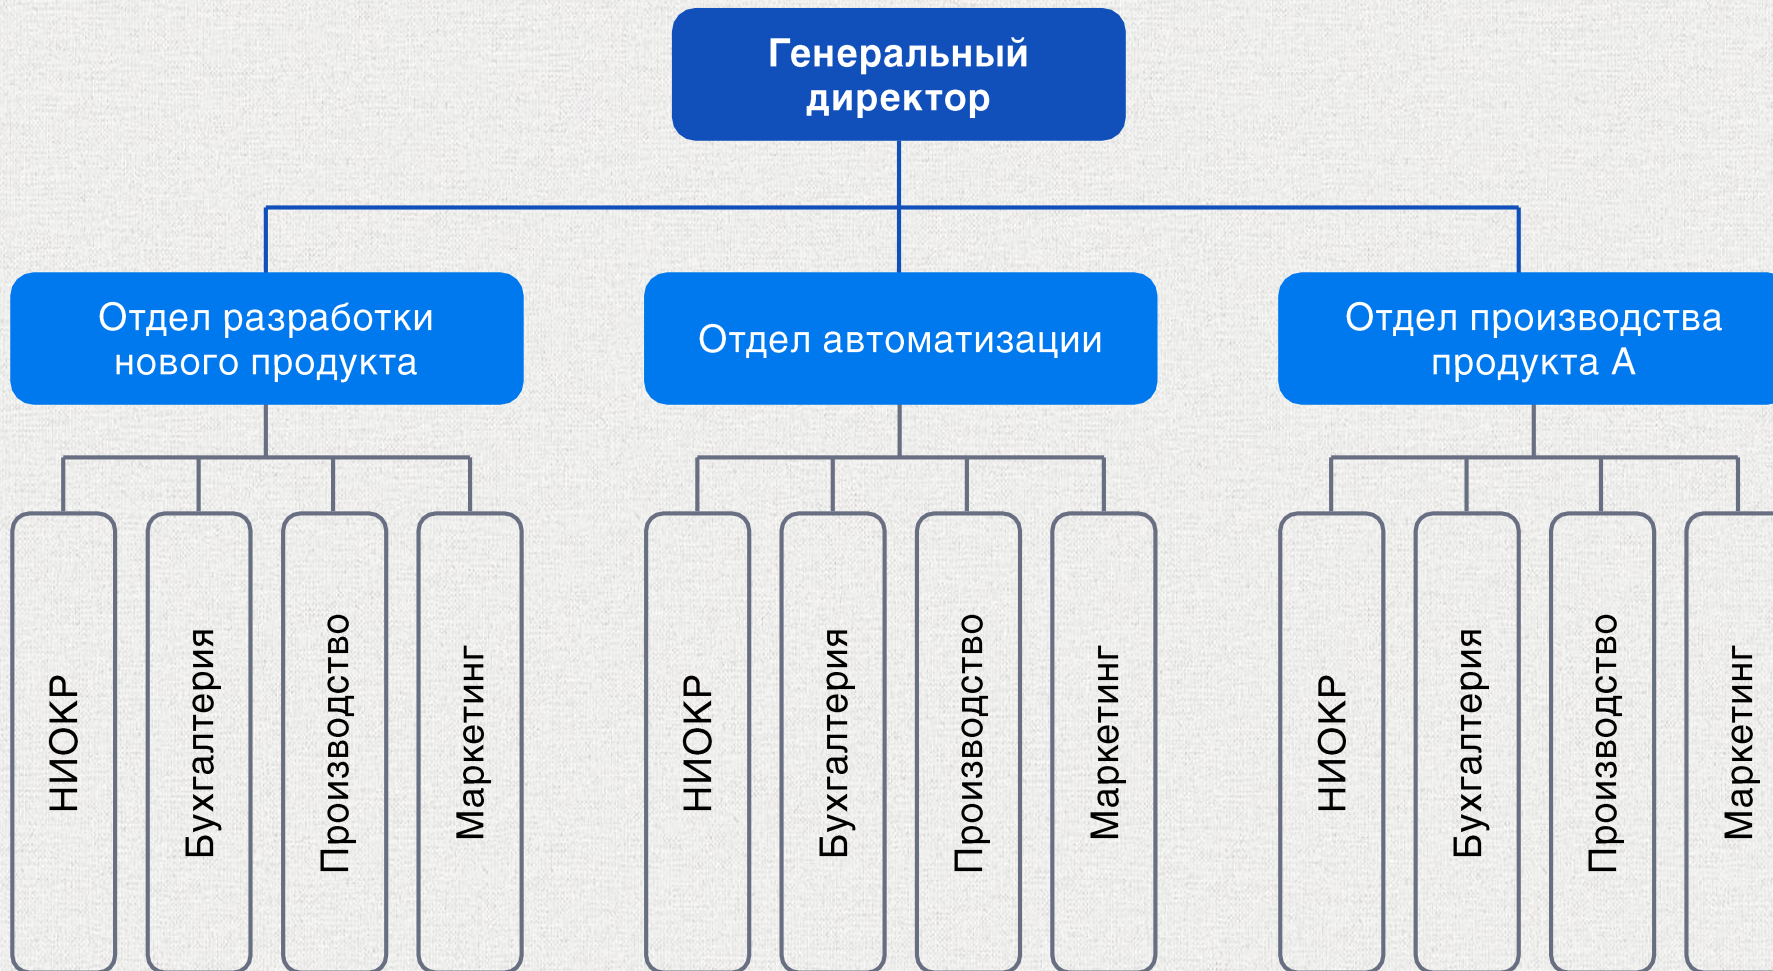 Генеральный
директор
Отдел разработки
нового продукта
Отдел автоматизации
Отдел производства
продукта А
НИОКР
Бухгалтерия
Производство
Маркетинг
НИОКР
Бухгалтерия
Производство
Маркетинг
НИОКР
Бухгалтерия
Производство
Маркетинг